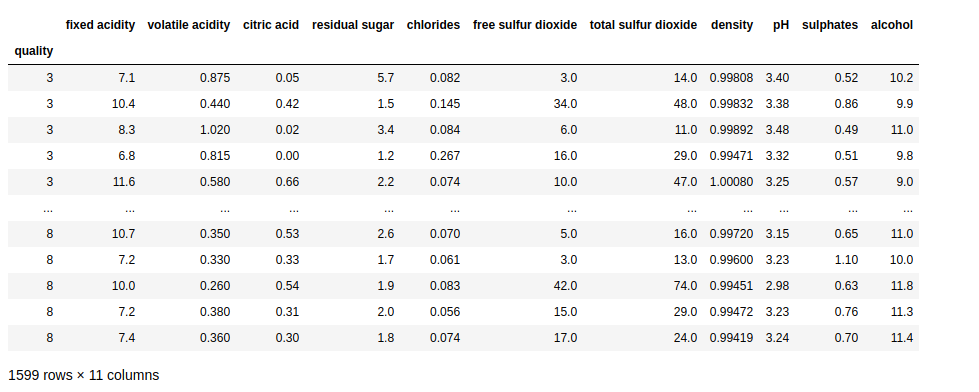 fixed acidity volatile acidity citric acid residual sugar chlorides free sulfur dioxide total sulfur dioxide density pH sulphates alcohol
quality
3 7.1 0.875 0.05 5.7 0.082 3.0 14.0 0.99808 3.40 0.52 10.2
3 10.4 0.440 0.42 1.5 0.145 34.0 48.0 0.99832 3.38 0.86 9.9
3 8.3 1.020 0.02 3.4 0.084 6.0 11.0 0.99892 3.48 0.49 11.0
3 6.8 0.815 0.00 1.2 0.267 16.0 29.0 0.99471 3.32 0.51 9.8
3 11.6 0.580 0.66 2.2 0.074 10.0 47.0 1.00080 3.25 0.57 9.0
... ... ... ... ... ... ... ... ... ... ... ...
8 10.7 0.350 0.53 2.6 0.070 5.0 16.0 0.99720 3.15 0.65 11.0
8 7.2 0.330 0.33 1.7 0.061 3.0 13.0 0.99600 3.23 1.10 10.0
8 10.0 0.260 0.54 1.9 0.083 42.0 74.0 0.99451 2.98 0.63 11.8
8 7.2 0.380 0.31 2.0 0.056 15.0 29.0 0.99472 3.23 0.76 11.3
8 7.4 0.360 0.30 1.8 0.074 17.0 24.0 0.99419 3.24 0.70 11.4
1599 rows × 11 columns